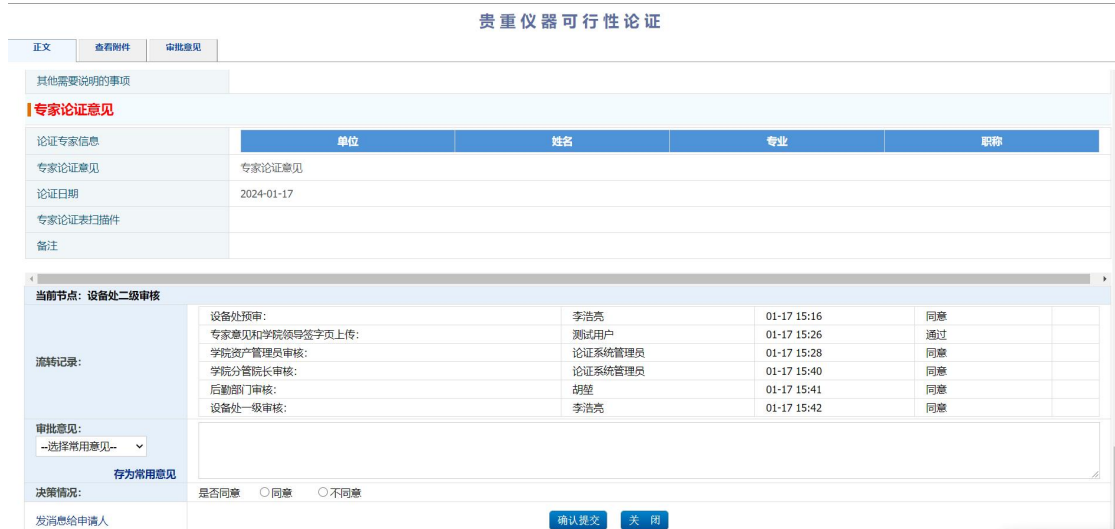 贵重仪器可行性论证
正文 查看附件 审批意见
其他需要说明的事项
专家论证意见
论证专家信息 单位 姓名 专业 职称
专家论证意见 专家论证意见
论证日期 2024-01-17
专家论证表扫描件
备注
当前节点：设备处二级审核
流转记录：
设备处预审： 李浩亮 01-17 15:16 同意
专家意见和学院领导签字页上传： 测试用户 01-17 15:26 通过
学院资产管理员审核： 论证系统管理员 01-17 15:28 同意
学院分管院长审核： 论证系统管理员 01-17 15:40 同意
后勤部门审核： 胡堃 01-17 15:41 同意
设备处一级审核： 李浩亮 01-17 15:42 同意
审批意见：
--选择常用意见--
存为常用意见
决策情况： 是否同意 同意 不同意
发消息给申请人 确认提交 关 闭